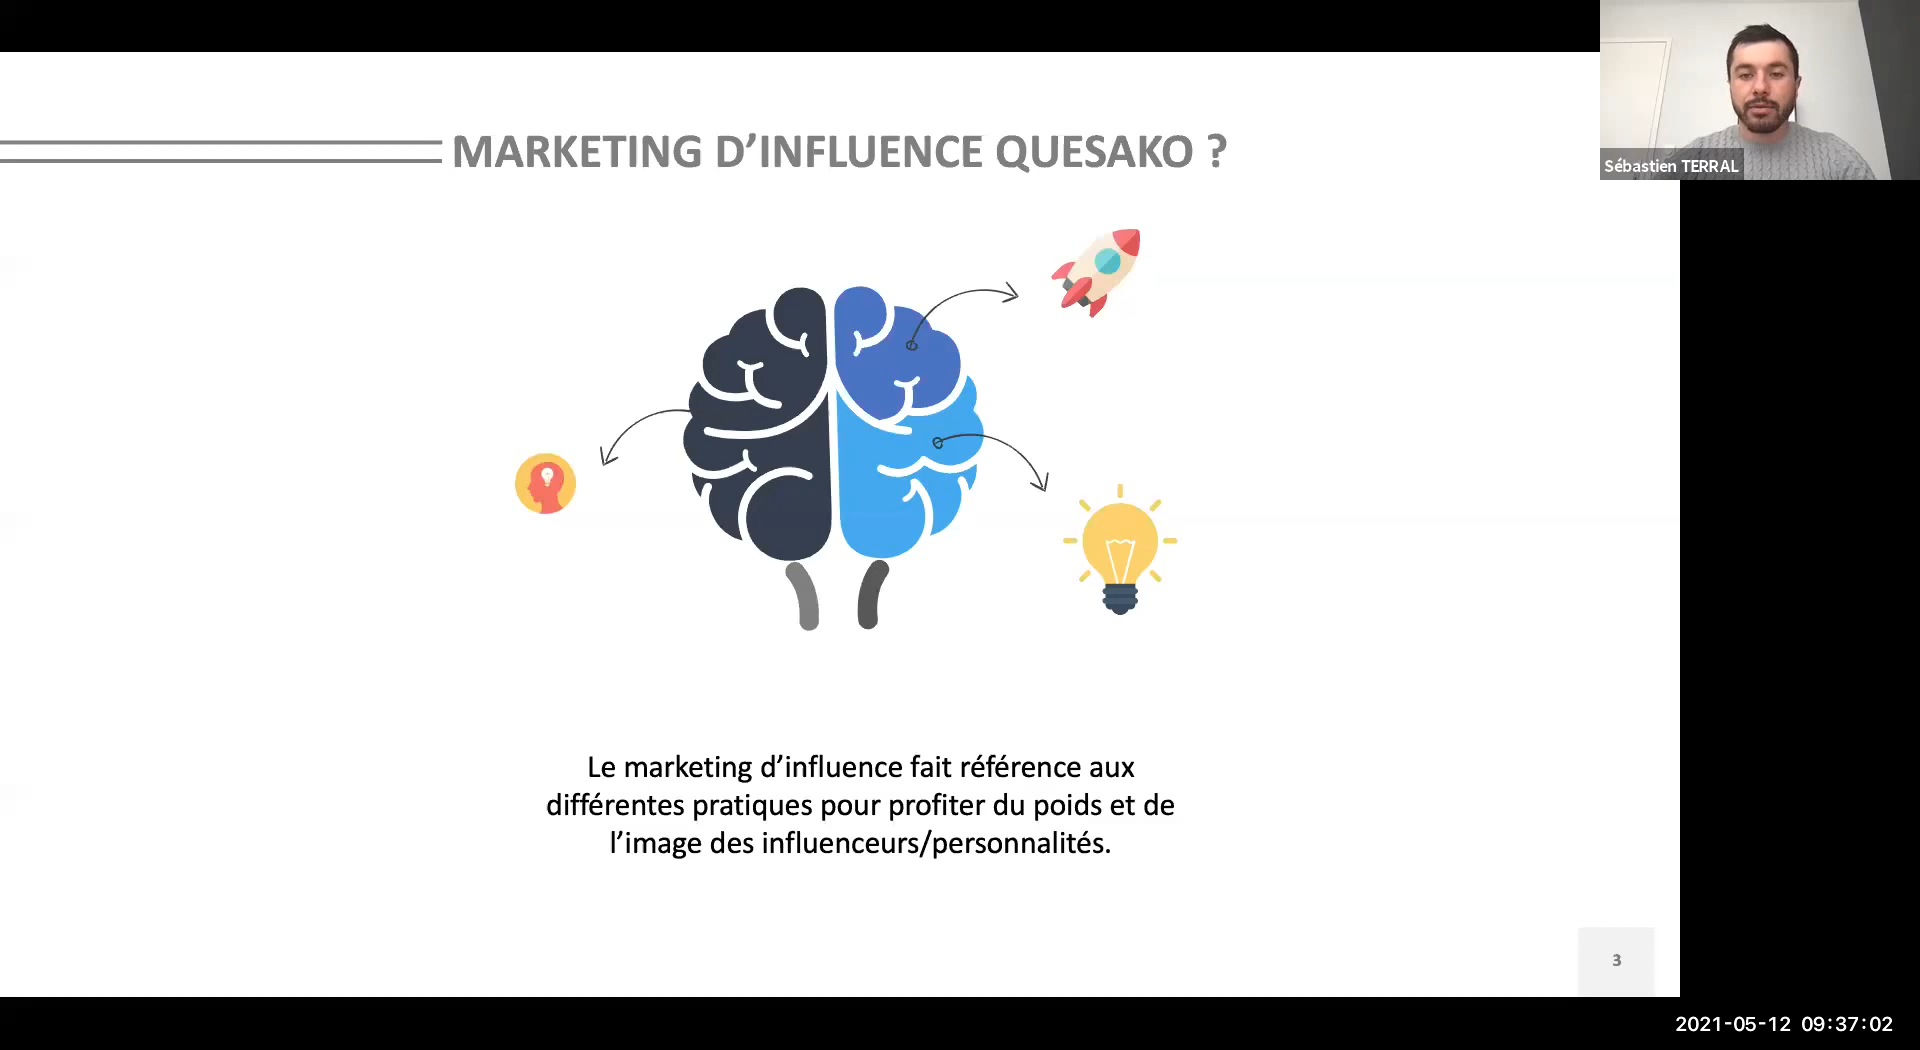 MARKETING D’INFLUENCE QUESAKO ?
Sébastien TERRAL
Le marketing d’influence fait référence aux
différentes pratiques pour profiter du poids et de
l’image des influenceurs/personnalités.
3
2021-05-12 09:37:02